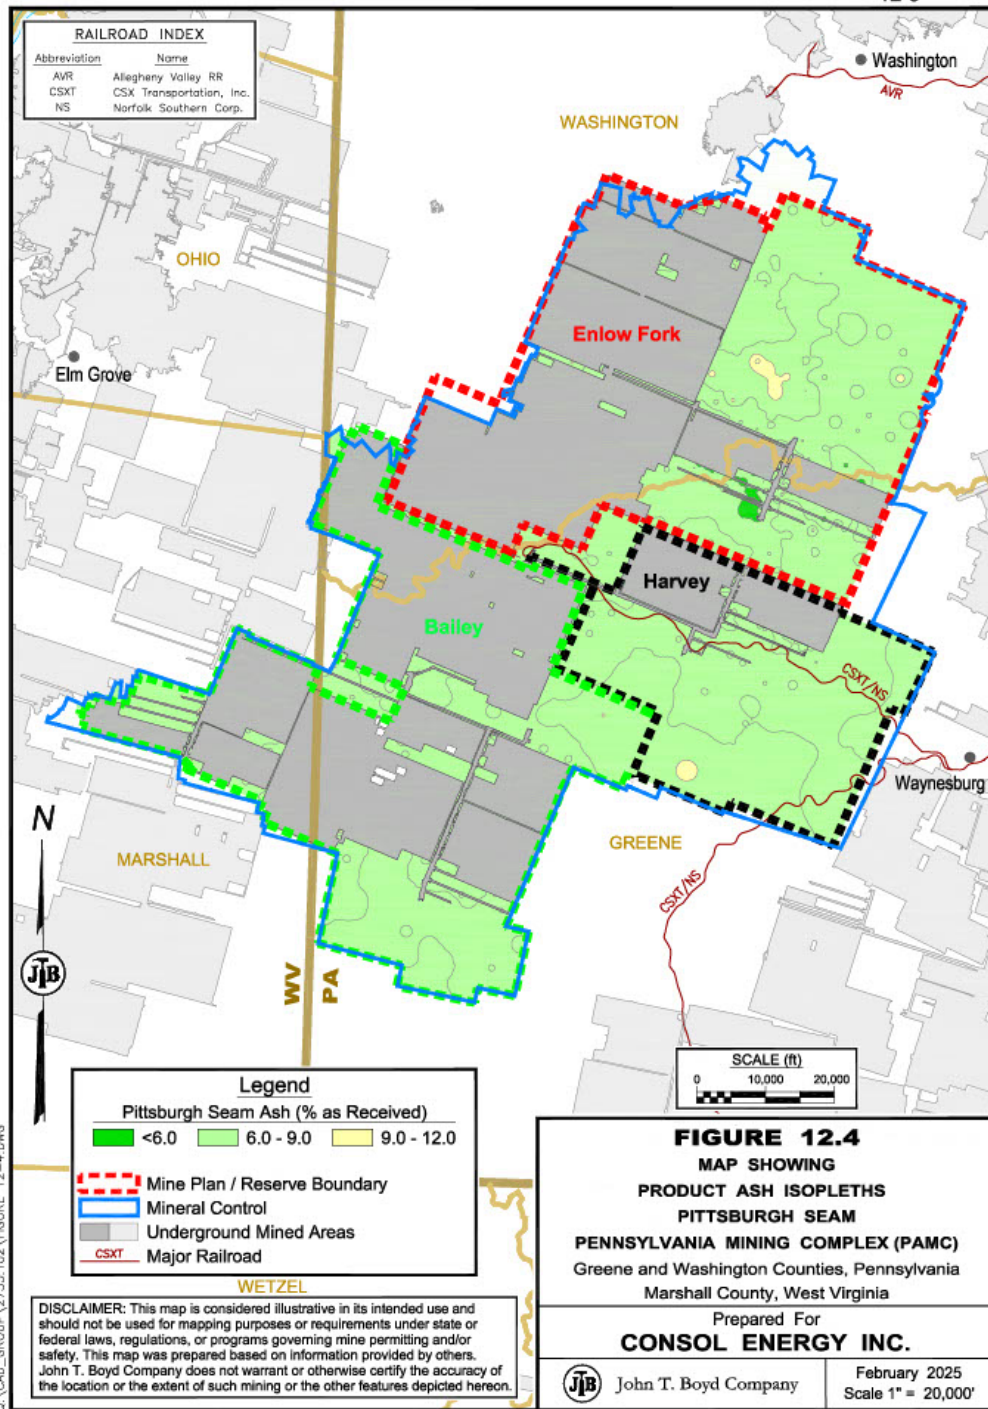 RAILROAD INDEX
Abbreviation Name
AVR Allegheny Valley RR
CSXT CSX Transportation, Inc.
NS Norfolk Southern Corp.
Washington
AVR
WASHINGTON
OHIO
Enlow Fork
Elm Grove
Harvey
Bailey
CSXT/NS
Waynesburg
N
MARSHALL
GREENE
CSXT/NS
JTB
WV
PA
SCALE (ft)
0 10,000 20,000
Legend
Pittsburgh Seam Ash (% as Received)
<6.0 6.0 - 9.0 9.0 - 12.0
Mine Plan / Reserve Boundary
Mineral Control
Underground Mined Areas
CSXT Major Railroad
WETZEL
DISCLAIMER: This map is considered illustrative in its intended use and
should not be used for mapping purposes or requirements under state or
federal laws, regulations, or programs governing mine permitting and/or
safety. This map was prepared based on information provided by others.
John T. Boyd Company does not warrant or otherwise certify the accuracy of
the location or the extent of such mining or the other features depicted hereon.
FIGURE 12.4
MAP SHOWING
PRODUCT ASH ISOPLETHS
PITTSBURGH SEAM
PENNSYLVANIA MINING COMPLEX (PAMC)
Greene and Washington Counties, Pennsylvania
Marshall County, West Virginia
Prepared For
CONSOL ENERGY INC.
JTB John T. Boyd Company
February 2025
Scale 1" = 20,000'